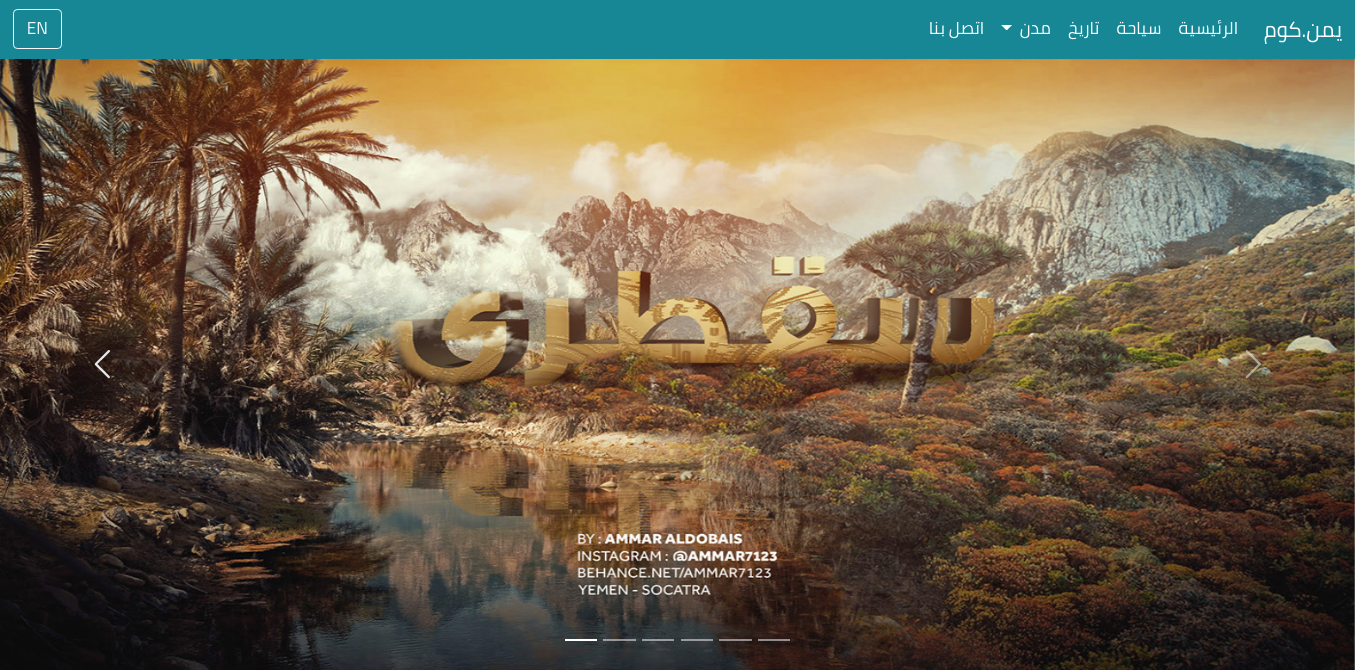 يمن.كوم
الرئيسية
سياحة
تاريخ
مدن
اتصل بنا
EN
سقطرى
BY : AMMAR ALDOBAIS
INSTAGRAM : @AMMAR7123
BEHANCE.NET/AMMAR7123
YEMEN - SOCATRA